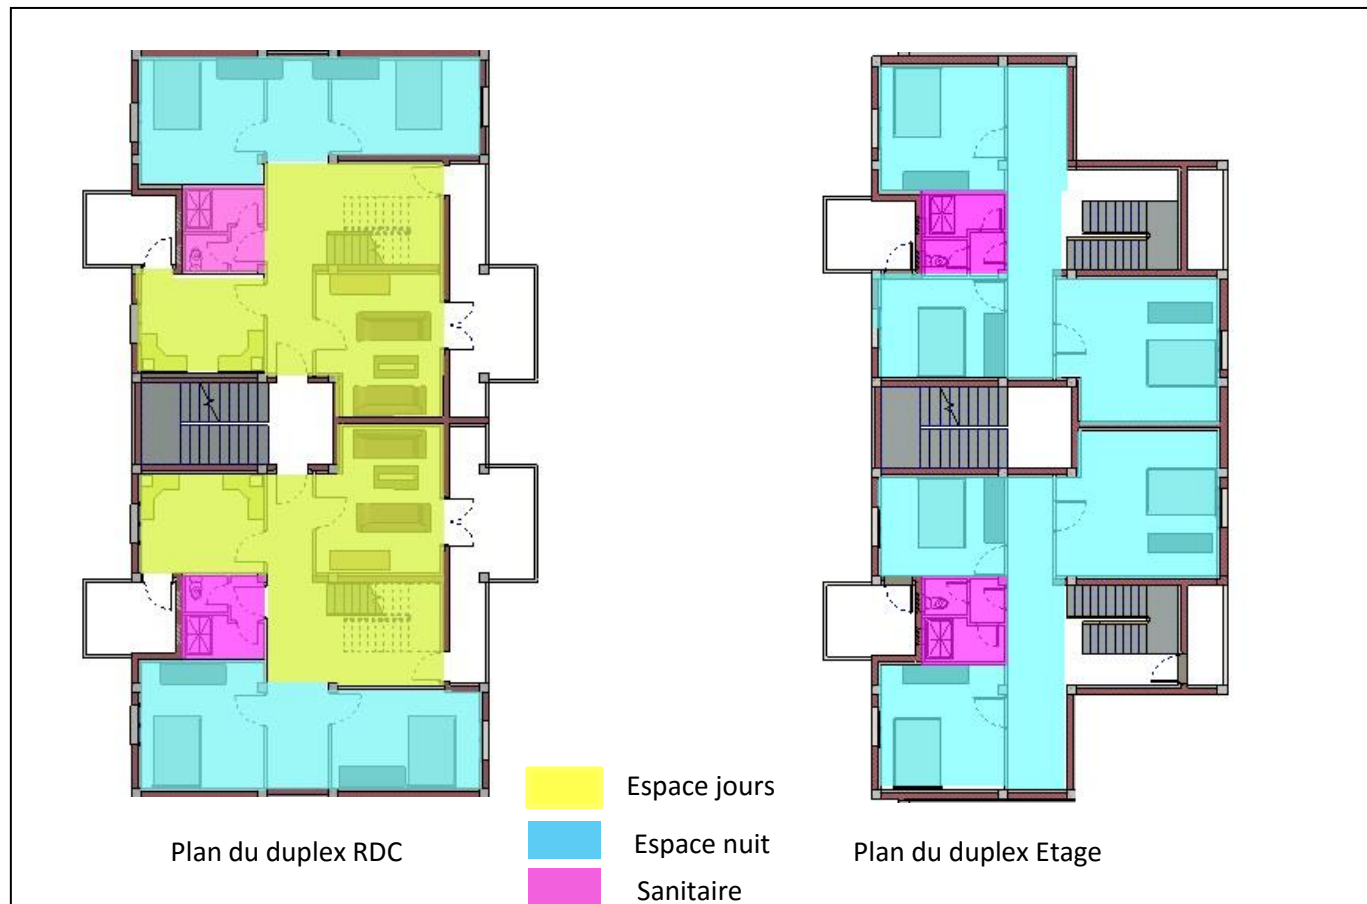 Espace jours
Espace nuit
Sanitaire
Plan du duplex RDC
Plan du duplex Etage